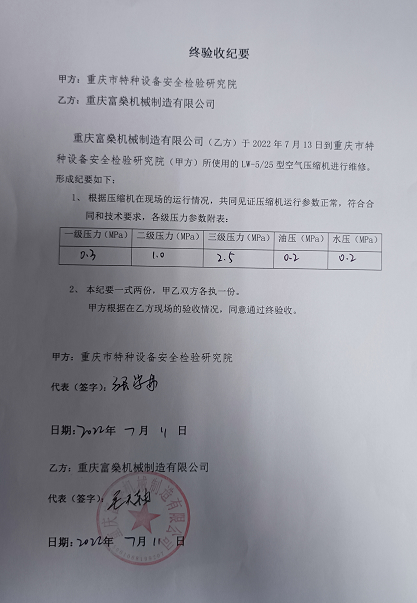 终验收纪要
甲方：重庆市特种设备安全检验研究院
乙方：重庆富燊机械制造有限公司
重庆富燊机械制造有限公司（乙方）于 2022 年 7 月 13 日到重庆市特
种设备安全检验研究院（甲方）所使用的 LW-5/25 型空气压缩机进行维修。
形成纪要如下：
1、 根据压缩机在现场的运行情况，共同见证压缩机运行参数正常，符合合
同和技术要求，各级压力参数附表：
一级压力(MPa) 二级压力(MPa) 三级压力(MPa) 油压(MPa) 水压(MPa)
0.3 1.0 2.5 0.2 0.2
2、 本纪要一式两份，甲乙双方各执一份。
甲方根据在乙方现场的验收情况，同意通过终验收。
甲方：重庆市特种设备安全检验研究院
代表（签字）：
日期：2022年 7月 11 日
乙方：重庆富燊机械制造有限公司
代表（签字）：
日期：2022年 7月 11 日